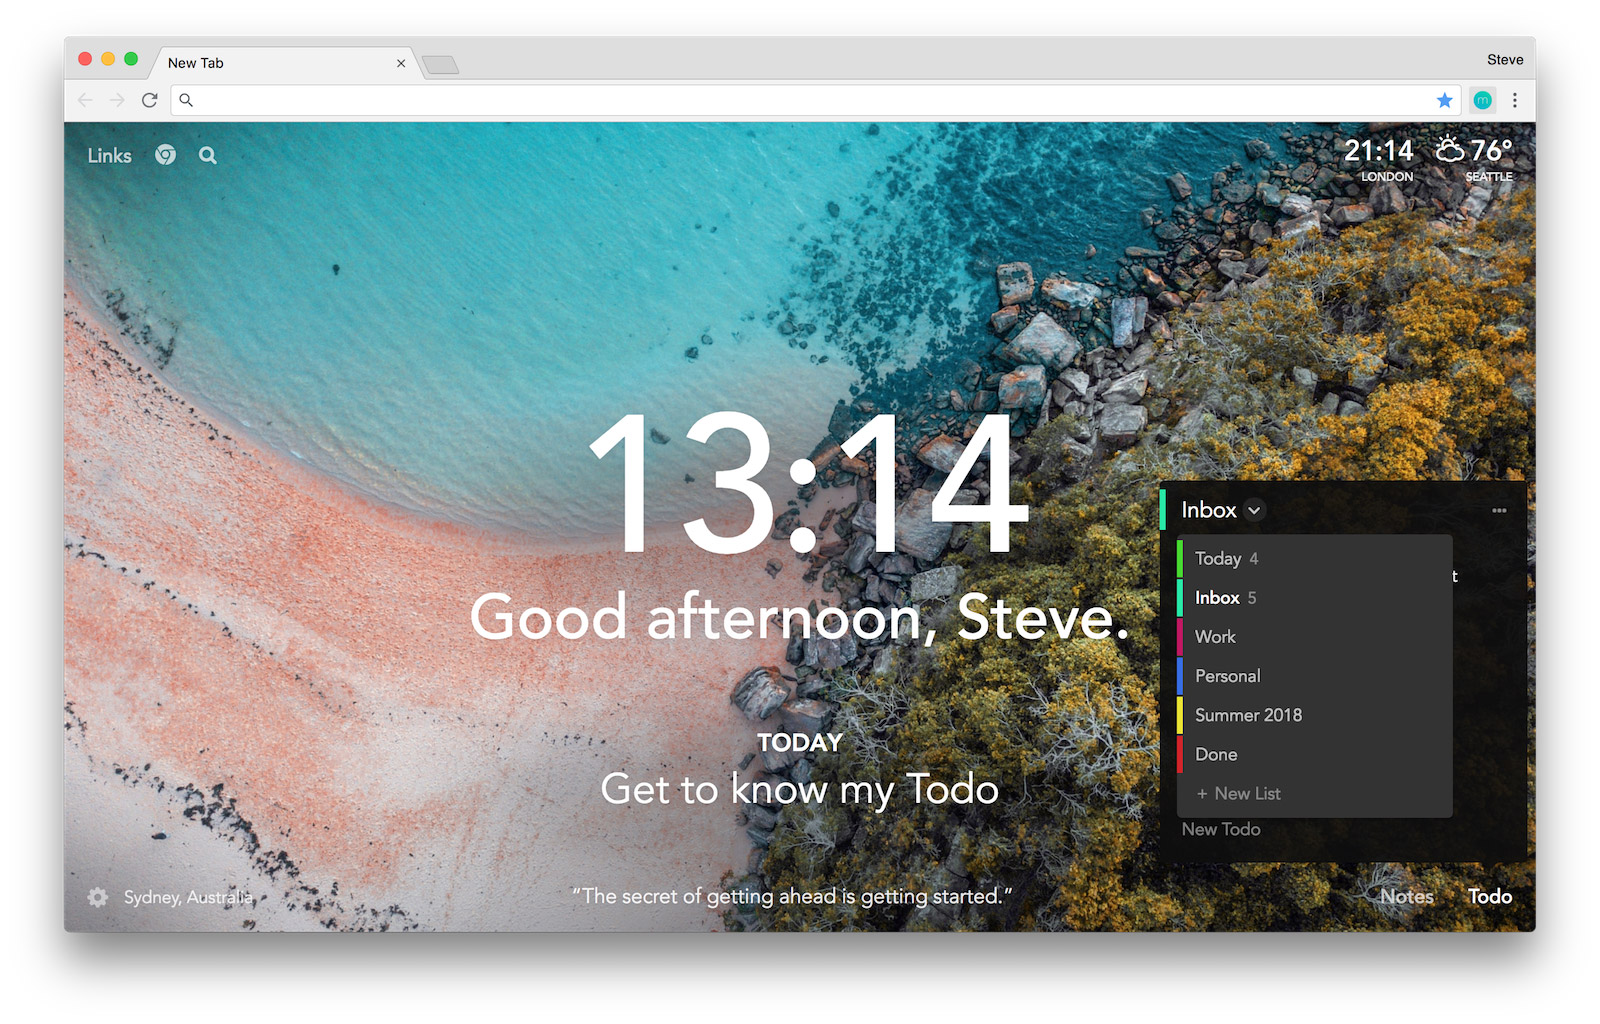 New Tab
Steve
Links
21:14
LONDON
76°
SEATTLE
13:14
Good afternoon, Steve.
TODAY
Get to know my Todo
Inbox
Today 4
t
Inbox 5
Work
Personal
Summer 2018
Done
+ New List
New Todo
Sydney, Australia
“The secret of getting ahead is getting started.”
Notes
Todo
m